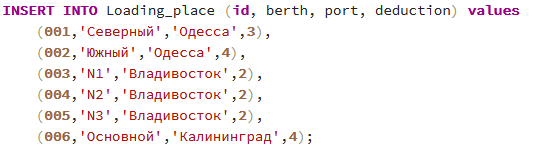 INSERT INTO Loading_place (id, berth, port, deduction) values
(001,'Северный','Одесса',3),
(002,'Южный','Одесса',4),
(003,'N1','Владивосток',2),
(004,'N2','Владивосток',2),
(005,'N3','Владивосток',2),
(006,'Основной','Калининград',4);